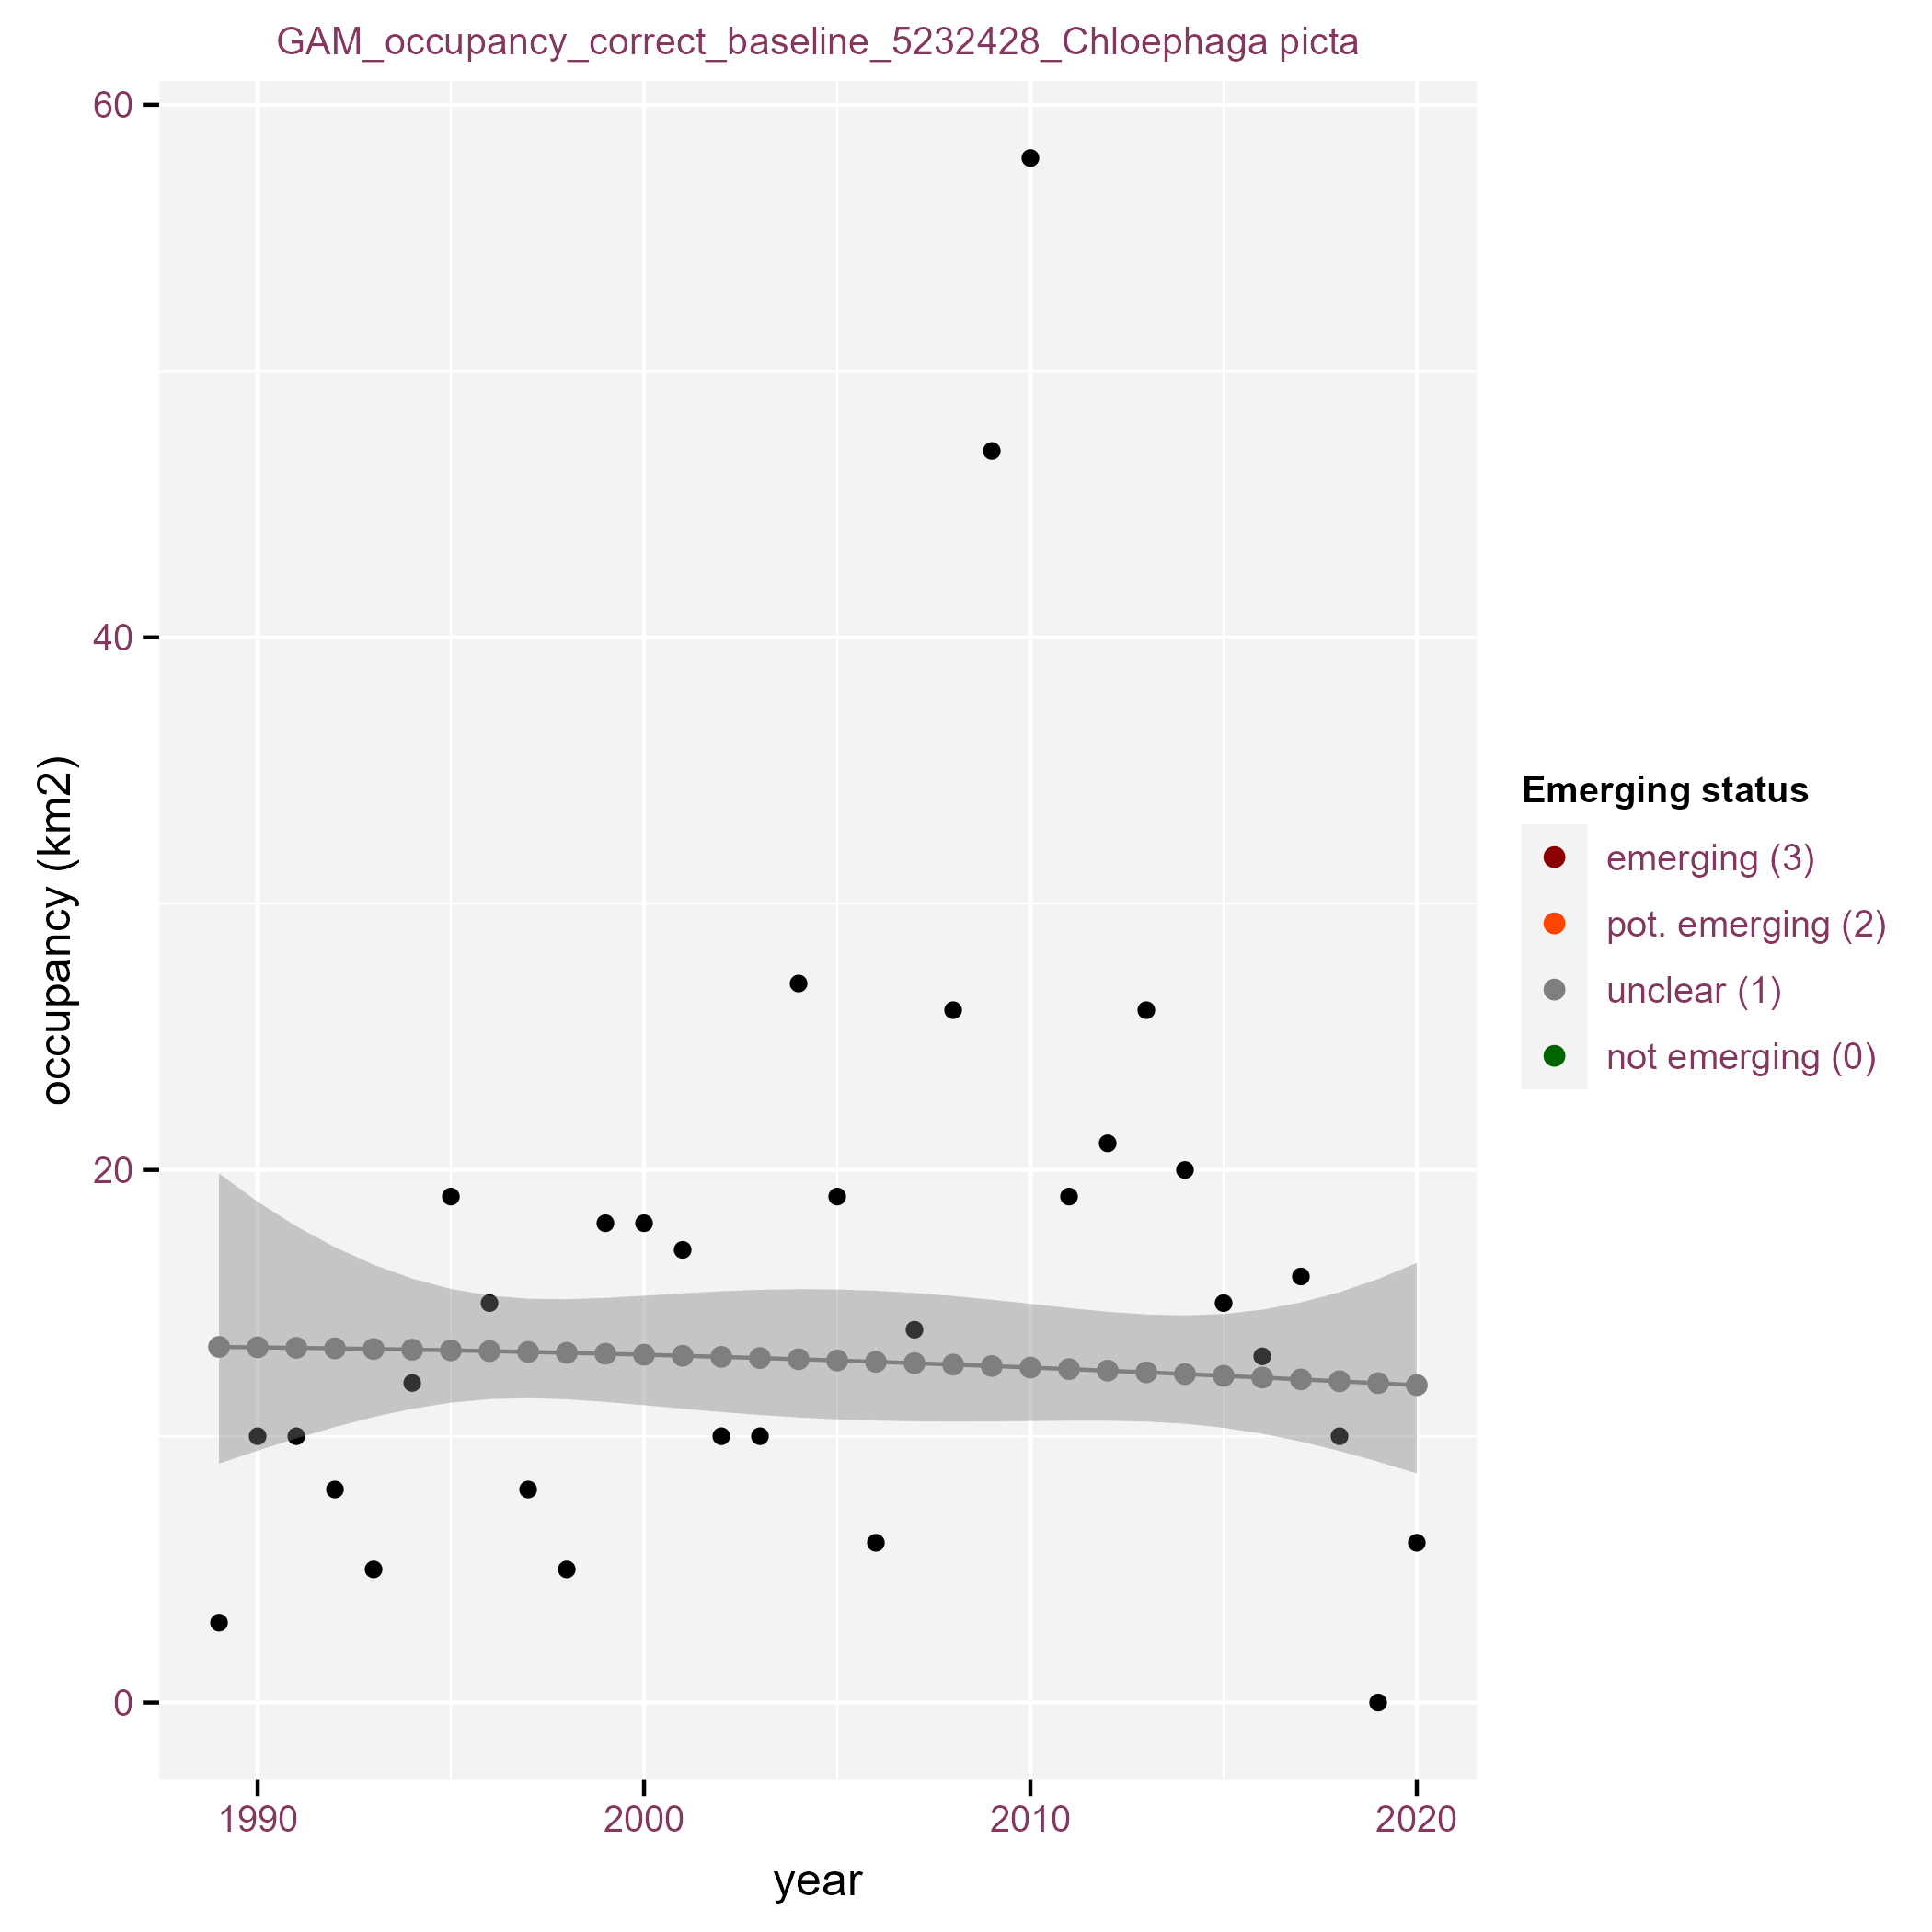 GAM_occupancy_correct_baseline_5232428_Chloephaga picta
60
40
20
0
occupancy (km2)
1990
2000
2010
2020
year
Emerging status
emerging (3)
pot. emerging (2)
unclear (1)
not emerging (0)